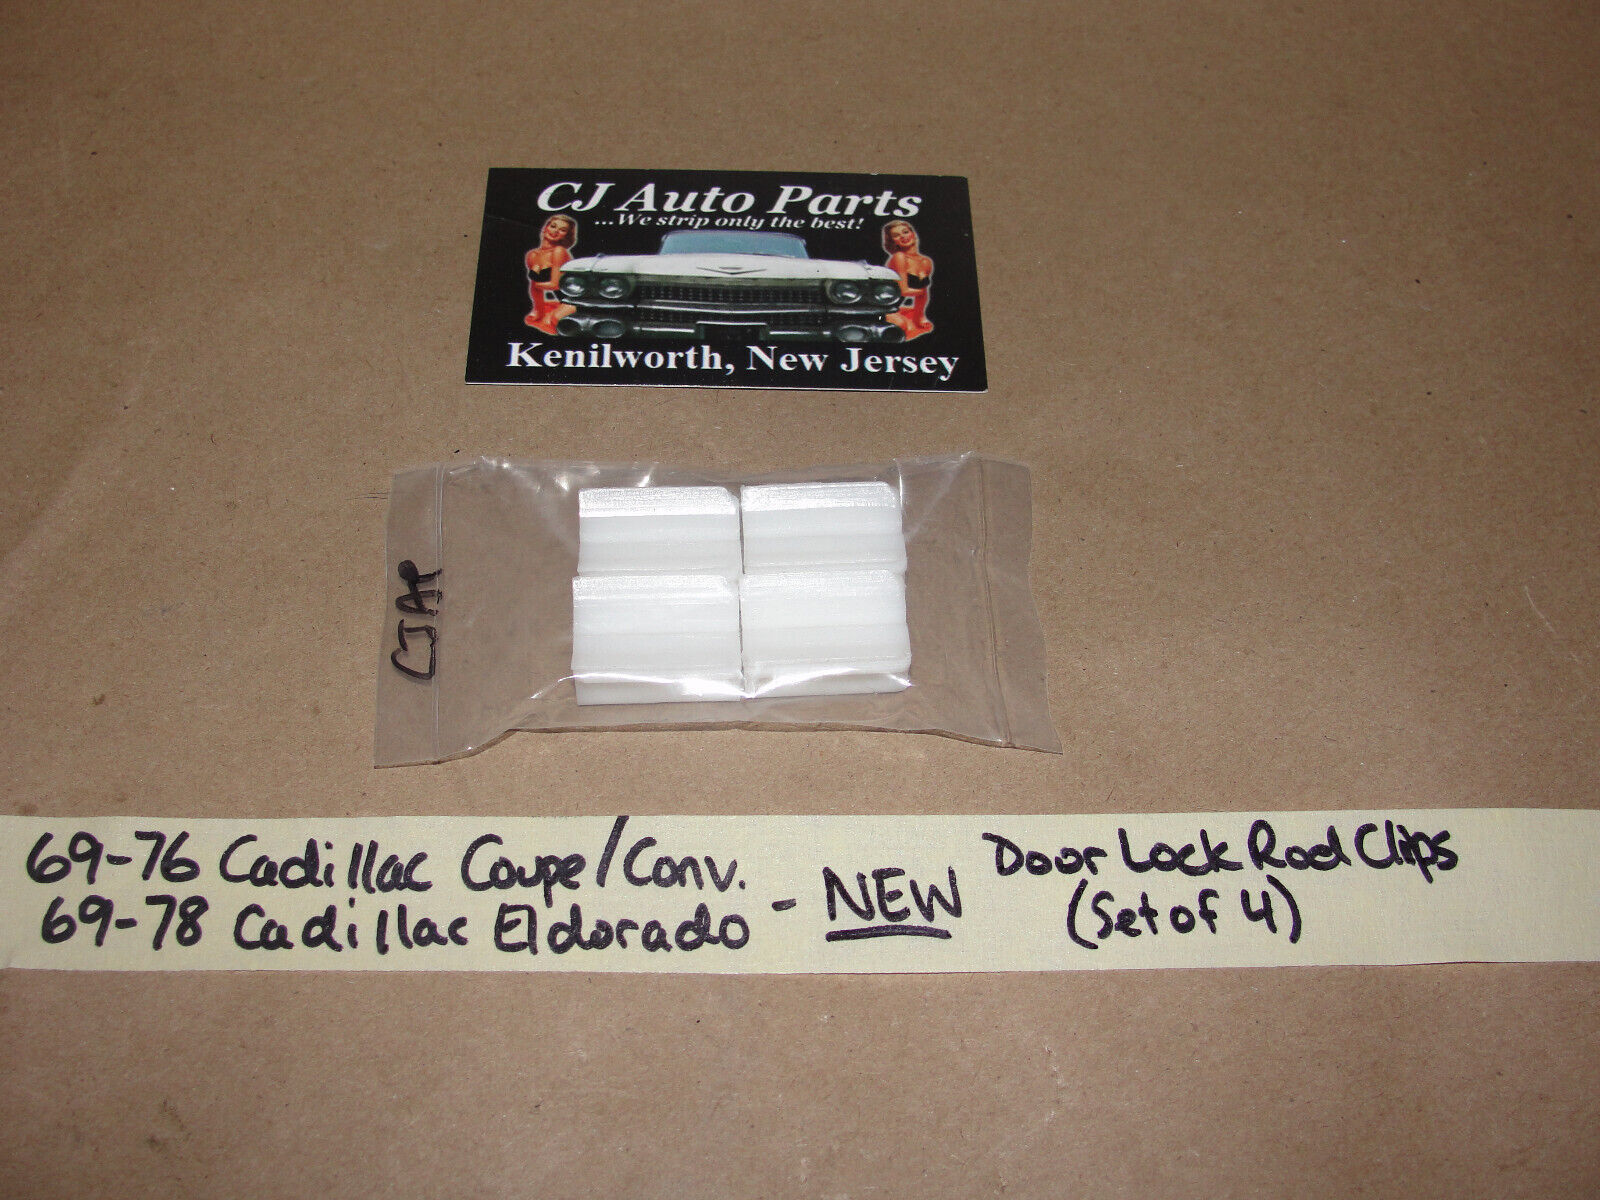 CJ Auto Parts
...We strip only the best!
Kenilworth, New Jersey
CJAP
69-76 Cadillac Coupe/Conv.
69-78 Cadillac Eldorado - NEW
Door Lock Rod Clips
(Set of 4)